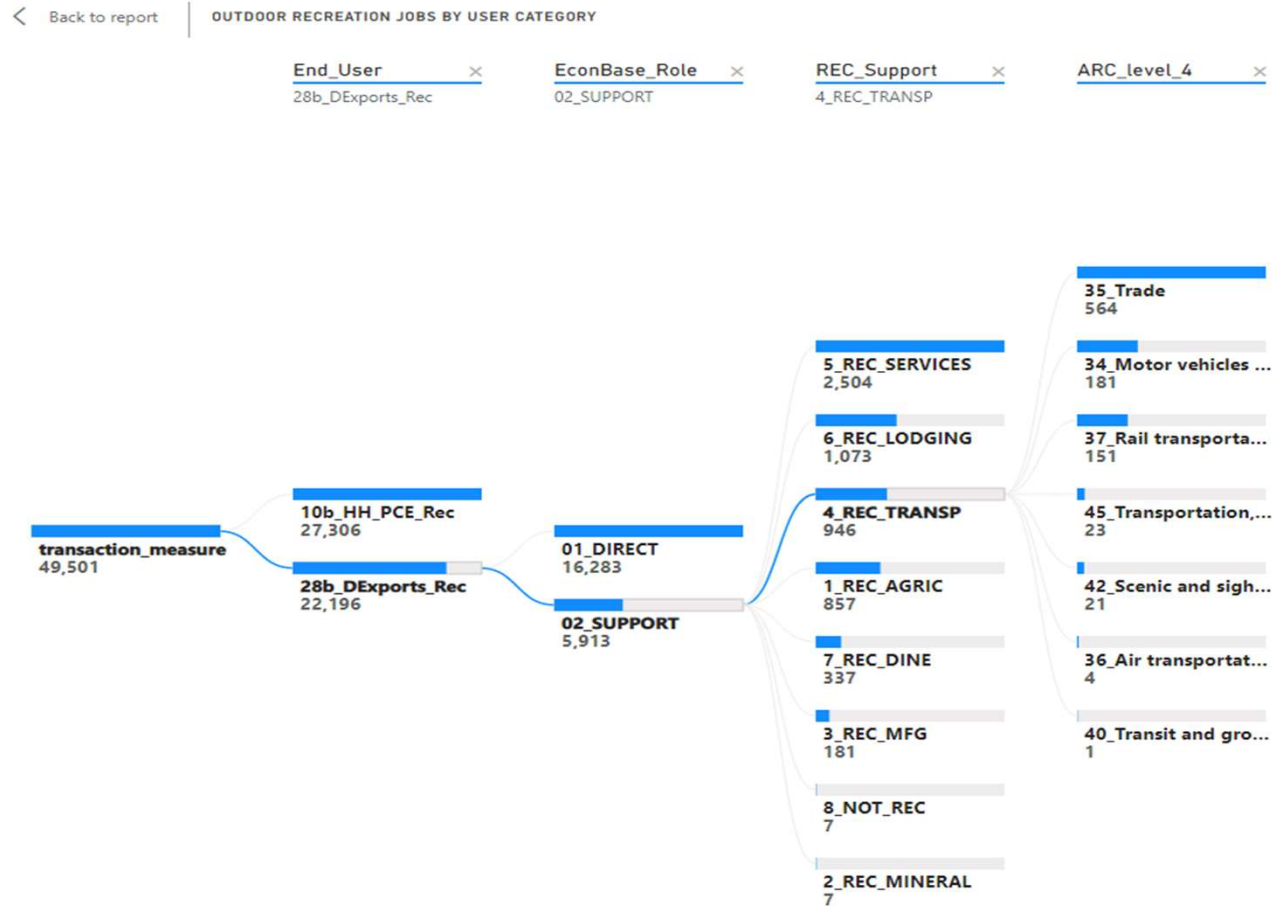 Back to report
OUTDOOR RECREATION JOBS BY USER CATEGORY
End_User
28b_DExports_Rec
EconBase_Role
02_SUPPORT
REC_Support
4_REC_TRANSP
ARC_level_4
transaction_measure
49,501
10b_HH_PCE_Rec
27,306
28b_DExports_Rec
22,196
01_DIRECT
16,283
02_SUPPORT
5,913
5_REC_SERVICES
2,504
6_REC_LODGING
1,073
4_REC_TRANSP
946
1_REC_AGRIC
857
7_REC_DINE
337
3_REC_MFG
181
8_NOT_REC
7
2_REC_MINERAL
7
35_Trade
564
34_Motor vehicles ...
181
37_Rail transporta...
151
45_Transportation,...
23
42_Scenic and sigh...
21
36_Air transportat...
4
40_Transit and gro...
1